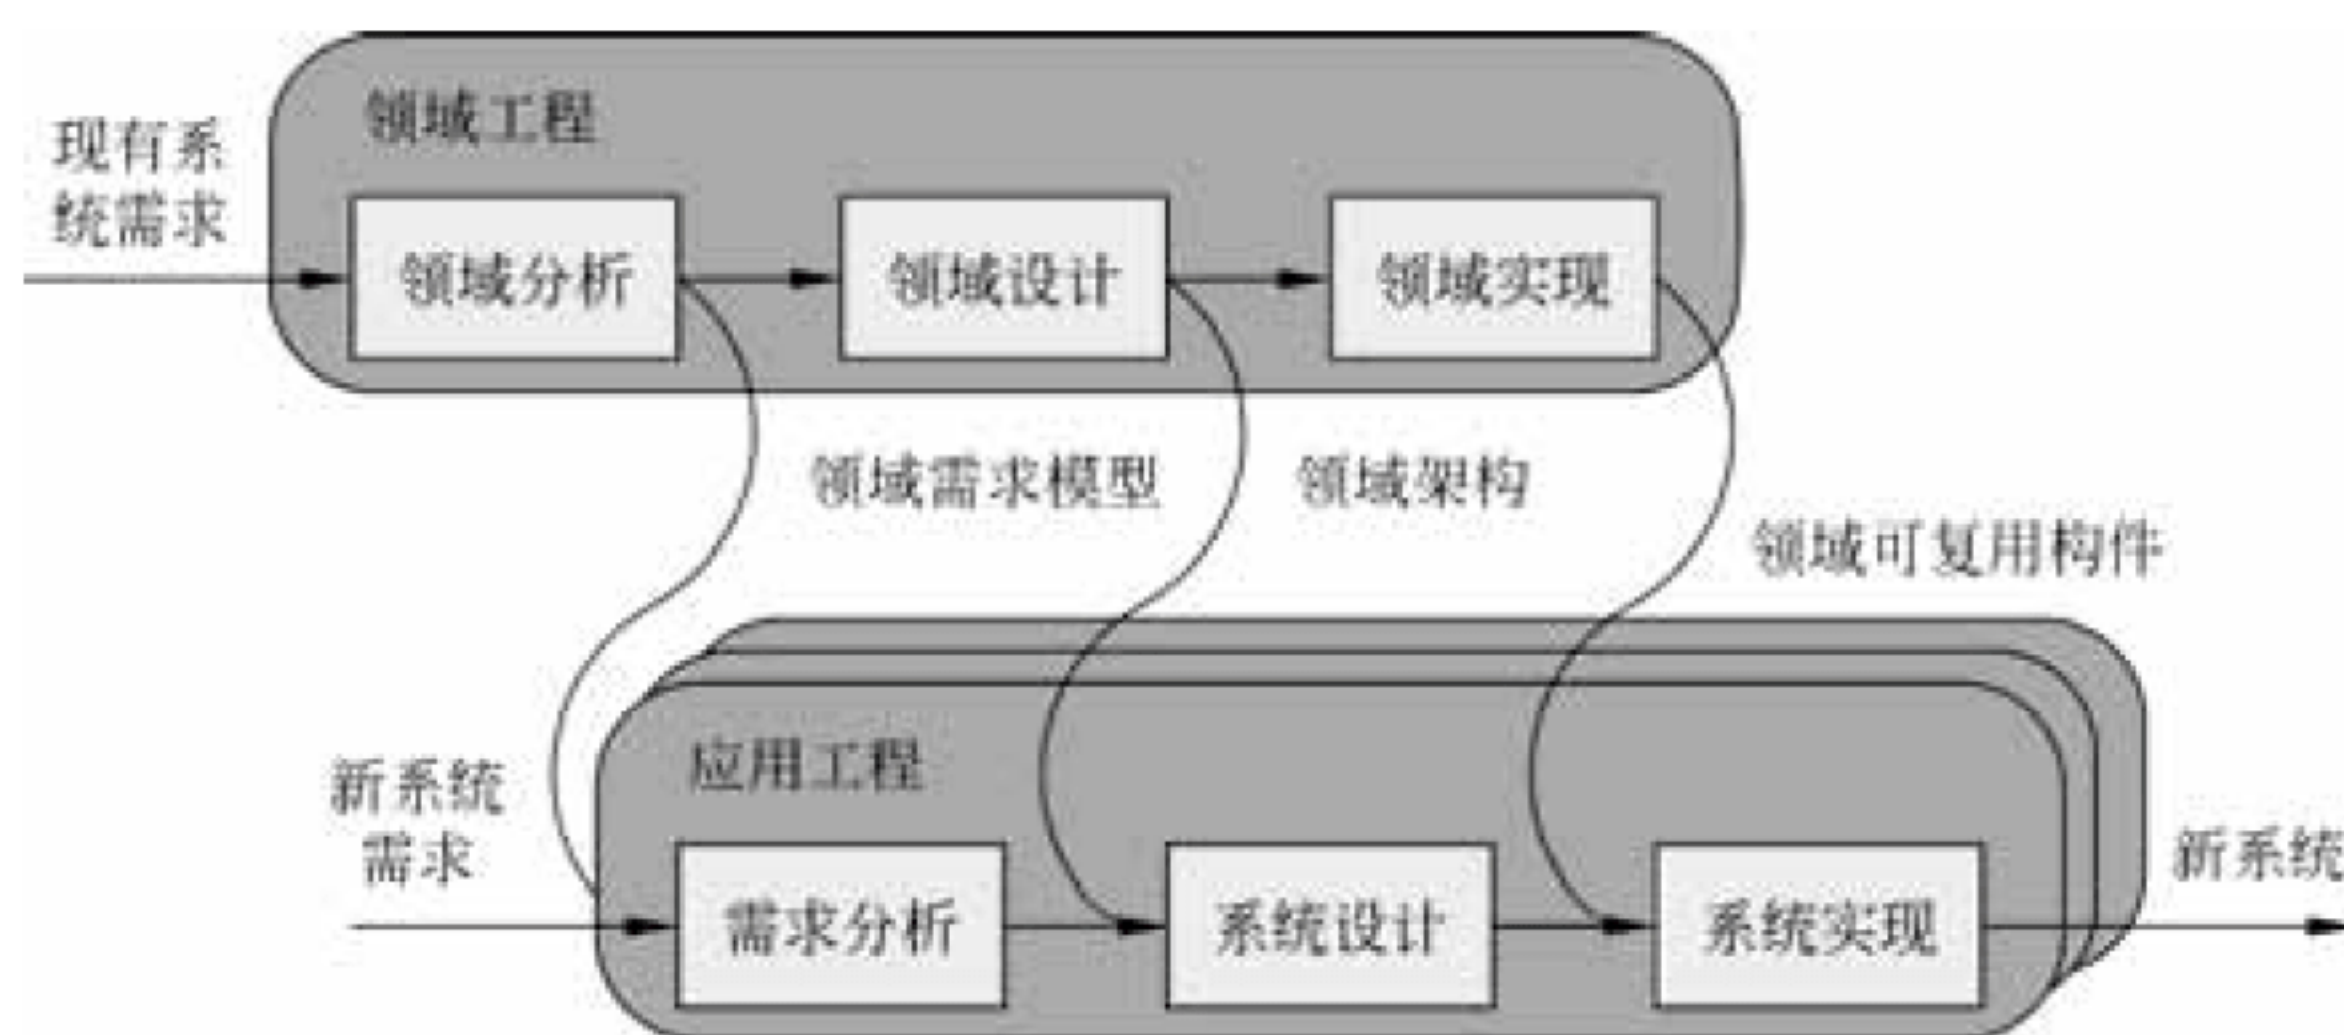 领域工程
现有系
统需求
领域分析
领域设计
领域实现
领域需求模型
领域架构
领域可复用构件
应用工程
新系统
需求
需求分析
系统设计
系统实现
新系统